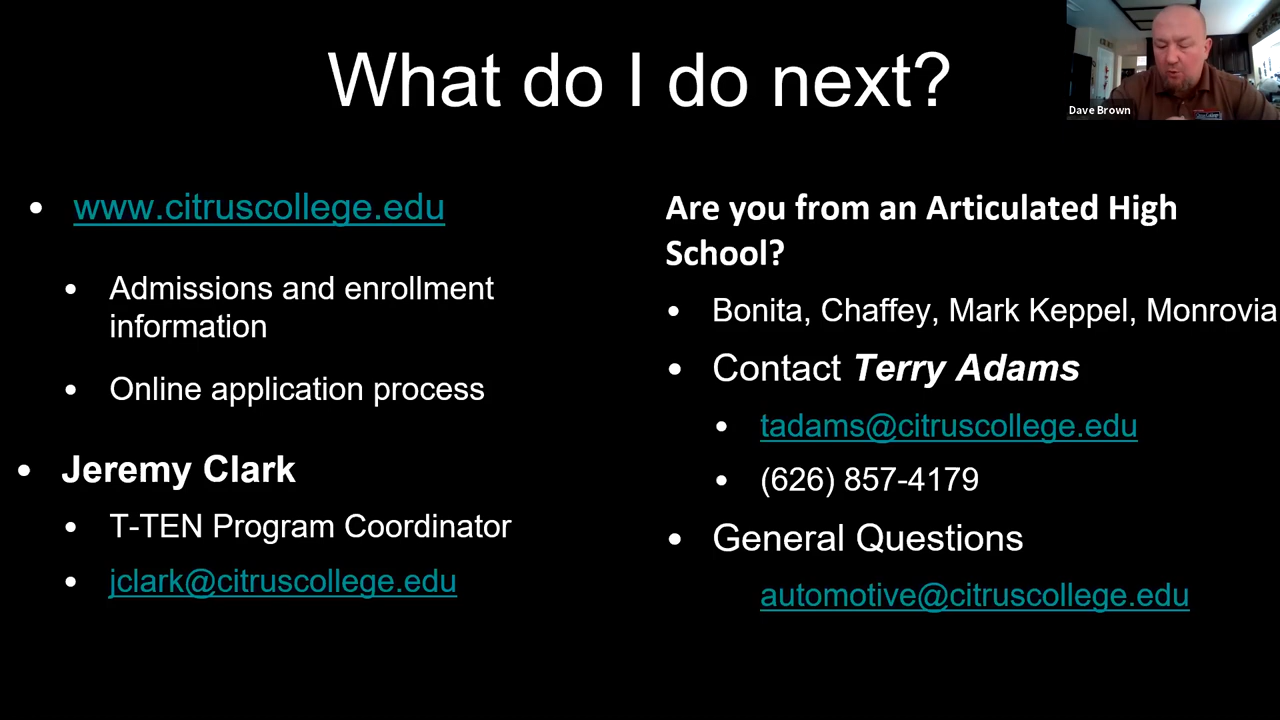 What do I do next?
Dave Brown
www.citruscollege.edu
Admissions and enrollment
information
Online application process
Jeremy Clark
T-TEN Program Coordinator
jclark@citruscollege.edu
Are you from an Articulated High
School?
Bonita, Chaffey, Mark Keppel, Monrovia
Contact Terry Adams
tadams@citruscollege.edu
(626) 857-4179
General Questions
automotive@citruscollege.edu